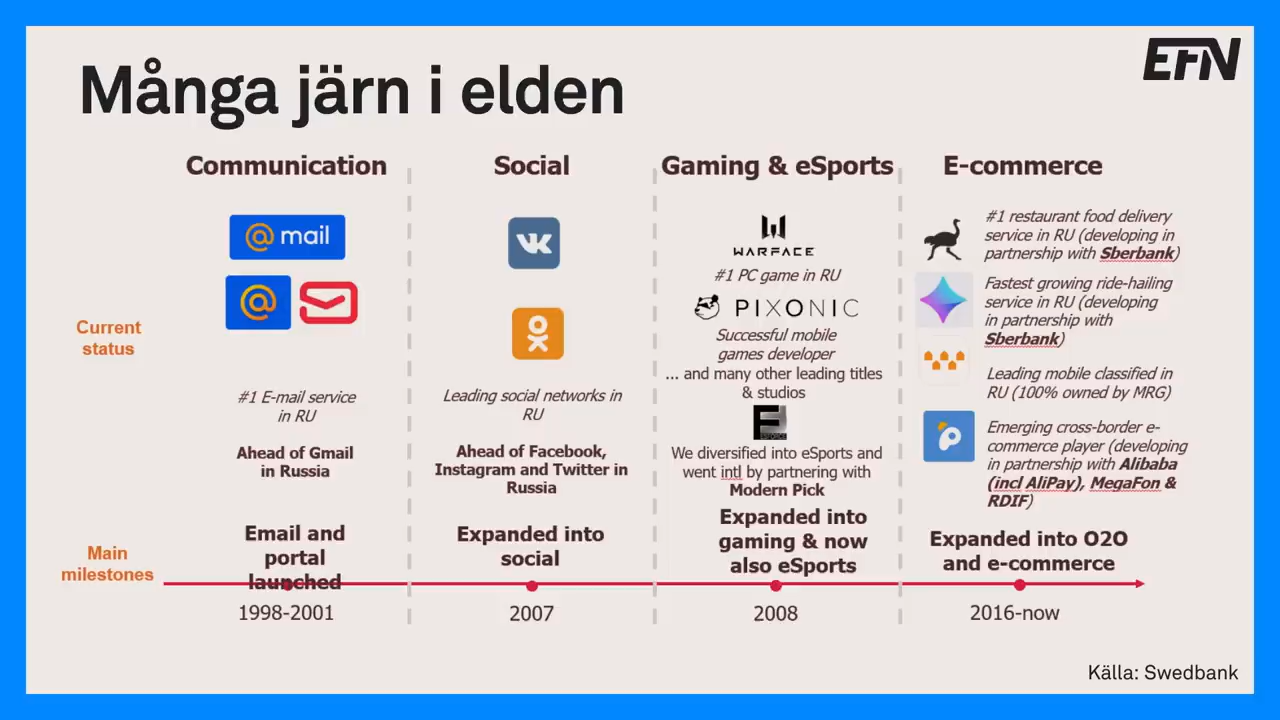 EFN
Många järn i elden
Communication
Social
Gaming & eSports
E-commerce
Current
status
@ mail
@
#1 E-mail service
in RU
Ahead of Gmail
in Russia
Leading social networks in
RU
Ahead of Facebook,
Instagram and Twitter in
Russia
WARFACE
#1 PC game in RU
PIXONIC
Successful mobile
games developer
... and many other leading titles
& studios
We diversified into eSports and
went intl by partnering with
Modern Pick
#1 restaurant food delivery
service in RU (developing in
partnership with Sberbank)
Fastest growing ride-hailing
service in RU (developing
in partnership with
Sberbank)
Leading mobile classified in
RU (100% owned by MRG)
Emerging cross-border e-
commerce player (developing
in partnership with Alibaba
(incl AliPay), MegaFon &
RDIF)
Main
milestones
Email and
portal
launched
Expanded into
social
Expanded into
gaming & now
also eSports
Expanded into O2O
and e-commerce
1998-2001
2007
2008
2016-now
Källa: Swedbank